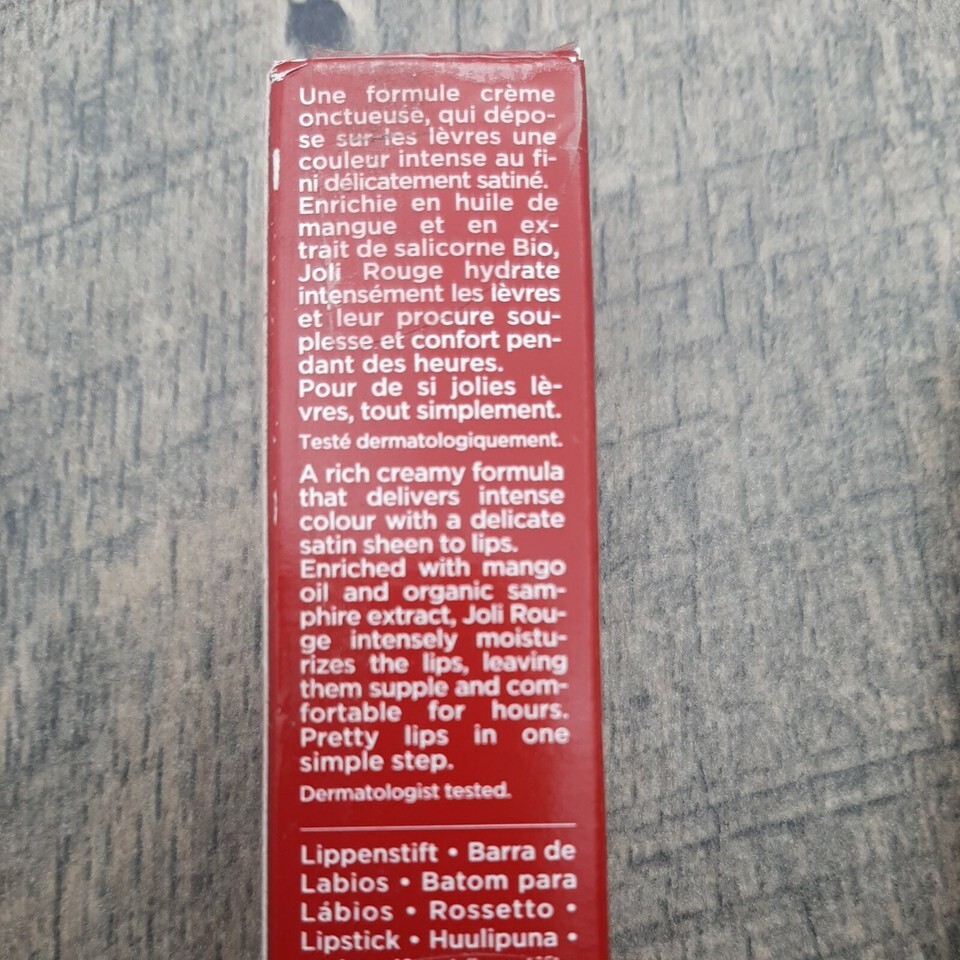 Une formule crème
onctueuse, qui dépo-
se sur les lèvres une
couleur intense au fi-
ni délicatement satiné.
Enrichie en huile de
mangue et en ex-
trait de salicorne Bio,
Joli Rouge hydrate
intensément les lèvres
et leur procure sou-
plesse et confort pen-
dant des heures.
Pour de si jolies lè-
vres, tout simplement.
Testé dermatologiquement.
A rich creamy formula
that delivers intense
colour with a delicate
satin sheen to lips.
Enriched with mango
oil and organic sam-
phire extract, Joli Rou-
ge intensely moistu-
rizes the lips, leaving
them supple and com-
fortable for hours.
Pretty lips in one
simple step.
Dermatologist tested.
Lippenstift • Barra de
Labios • Batom para
Lábios • Rossetto •
Lipstick • Huulipuna •